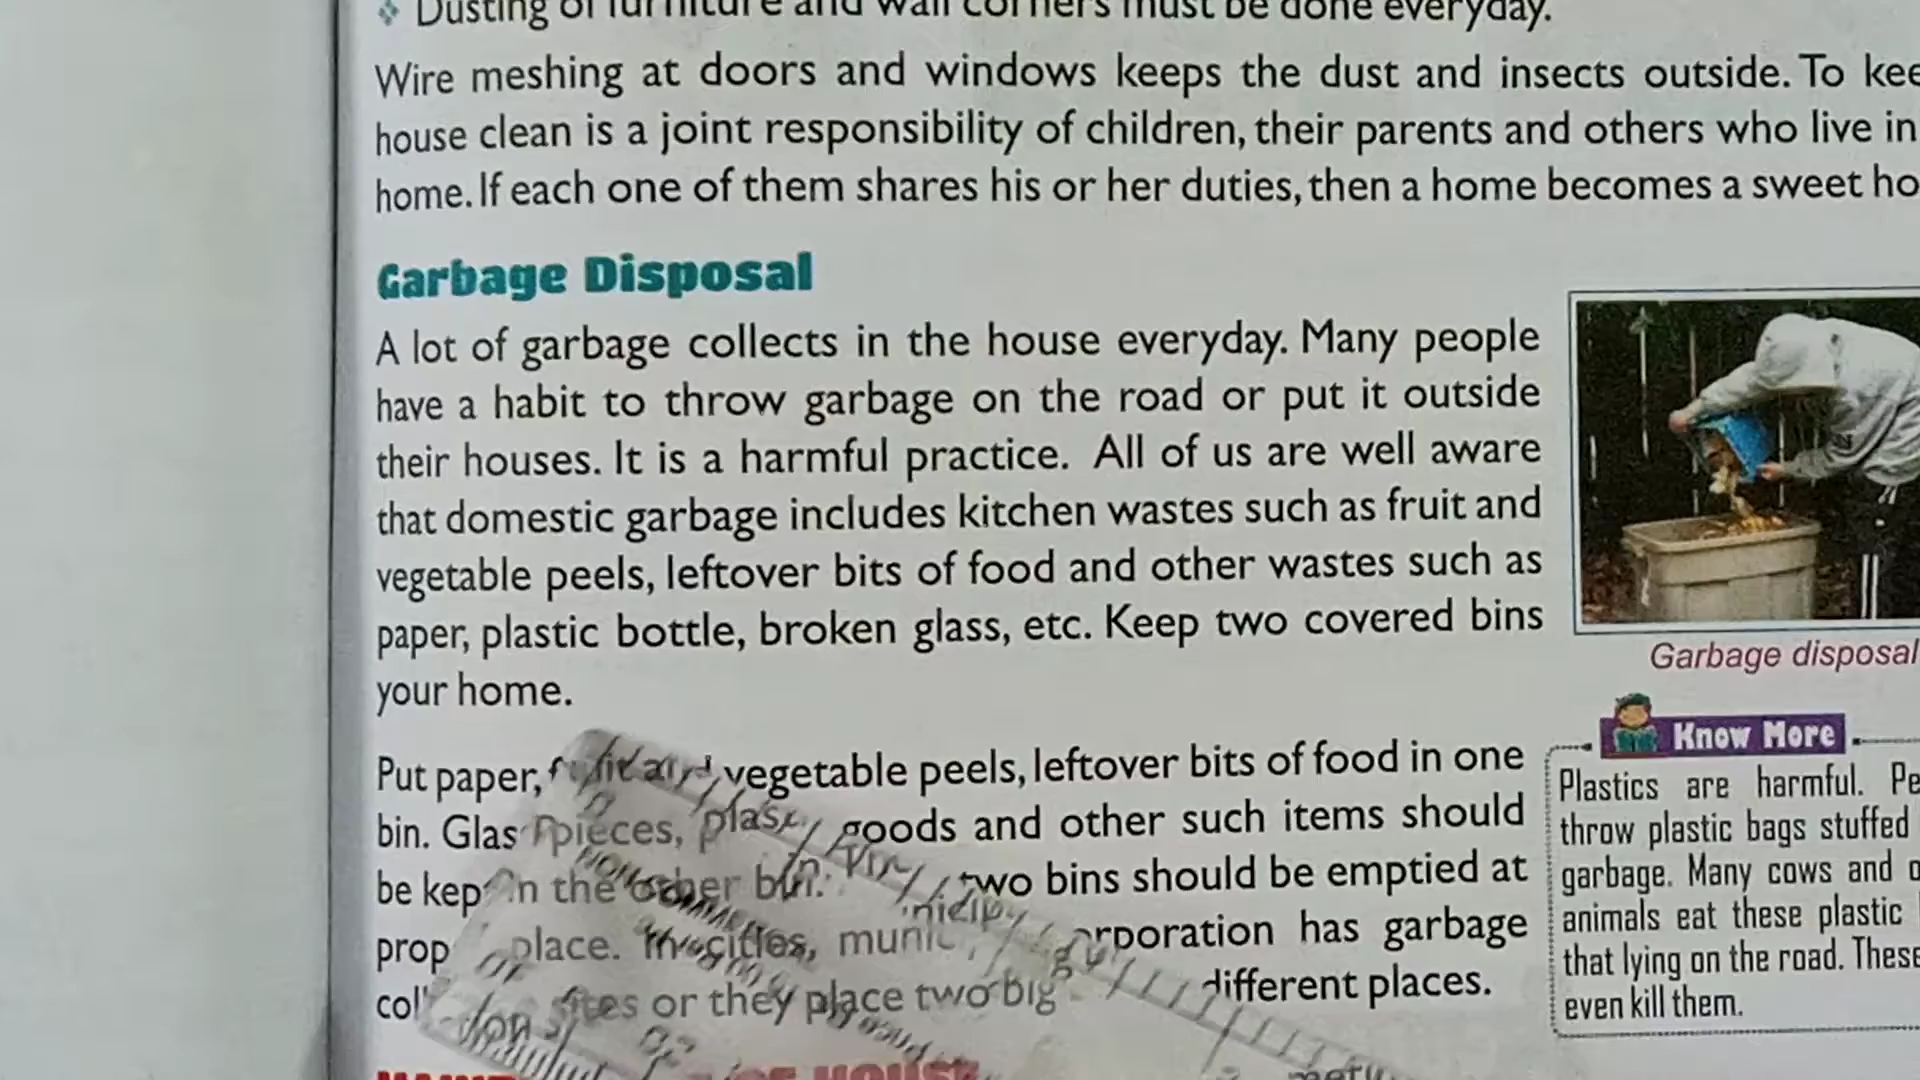 Dusting of furniture and wall corners must be done everyday.
Wire meshing at doors and windows keeps the dust and insects outside. To
house clean is a joint responsibility of children, their parents and others who live in
home. If each one of them shares his or her duties, then a home becomes a sweet
Garbage Disposal
A lot of garbage collects in the house everyday. Many people
have a habit to throw garbage on the road or put it outside
their houses. It is a harmful practice. All of us are well aware
that domestic garbage includes kitchen wastes such as fruit and
vegetable peels, leftover bits of food and other wastes such as
paper, plastic bottle, broken glass, etc. Keep two covered bins
your home.
Garbage disposal
Put paper, vegetable peels, leftover bits of food in one
bin. pieces, goods and other such items should
be in the other bin. two bins should be emptied at
place. cities, has garbage
or they place two big different places.
Know More
Plastics are harmful.
throw plastic bags stuffed
garbage. Many cows and
animals eat these plastic
that lying on the road. These
even kill them.
HOUSE